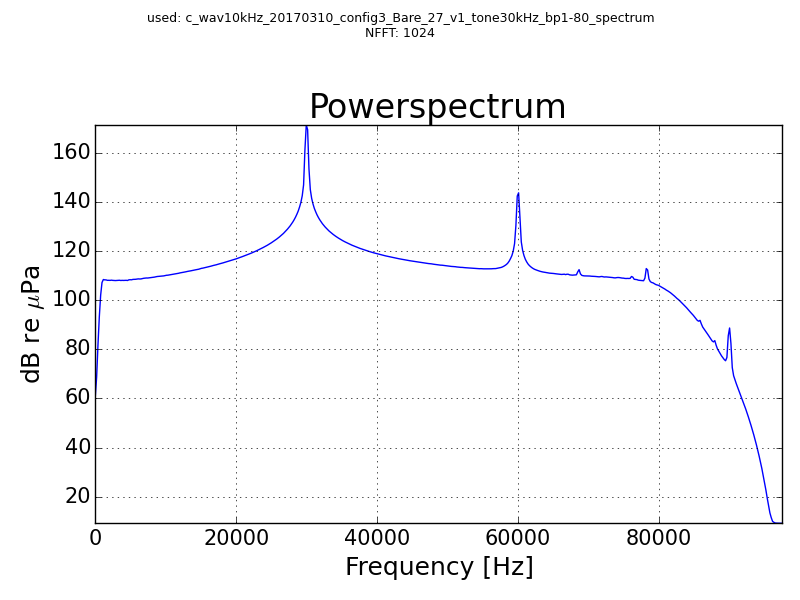 used: c_wav10kHz_20170310_config3_Bare_27_v1_tone30kHz_bp1-80_spectrum
NFFT: 1024
Powerspectrum
160
140
120
100
80
60
40
20
dB re μPa
0 20000 40000 60000 80000
Frequency [Hz]